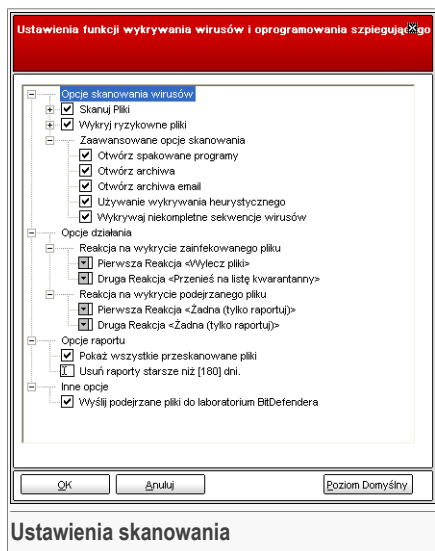 Ustawienia funkcji wykrywania wirusów i oprogramowania szpiegującego
Opcje skanowania wirusów
Skanuj Pliki
Wykryj ryzykowne pliki
Zaawansowane opcje skanowania
Otwórz spakowane programy
Otwórz archiwa
Otwórz archiwa email
Używanie wykrywania heurystycznego
Wykrywaj niekompletne sekwencje wirusów
Opcje działania
Reakcja na wykrycie zainfekowanego pliku
Pierwsza Reakcja <Wylecz pliki>
Druga Reakcja <Przenieś na listę kwarantanny>
Reakcja na wykrycie podejrzanego pliku
Pierwsza Reakcja <Żadna (tylko raportuj)>
Druga Reakcja <Żadna (tylko raportuj)>
Opcje raportu
Pokaż wszystkie przeskanowane pliki
Usuń raporty starsze niż [180] dni.
Inne opcje
Wyślij podejrzane pliki do laboratorium BitDefendera
OK Anuluj Poziom Domyślny
Ustawienia skanowania